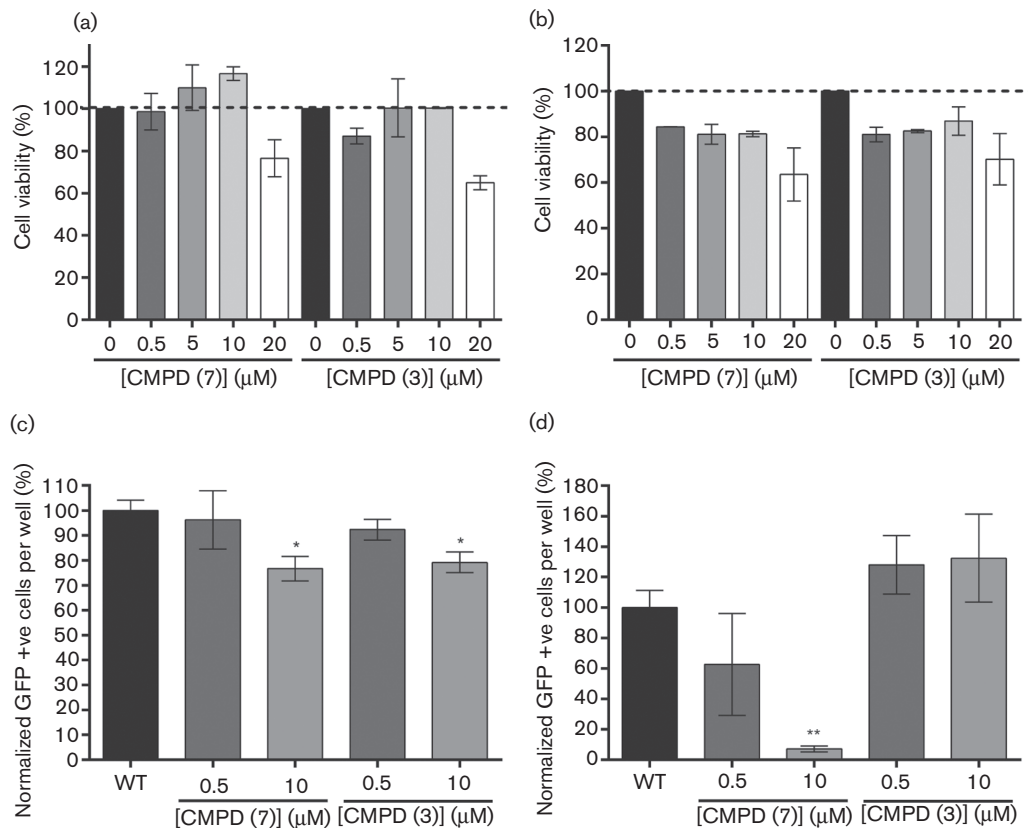 (a)
Cell viability (%)
120
100
80
60
40
20
0
0 0.5 5 10 20 0 0.5 5 10 20
[CMPD (7)] (μM) [CMPD (3)] (μM)
(b)
Cell viability (%)
120
100
80
60
40
20
0
0 0.5 5 10 20 0 0.5 5 10 20
[CMPD (7)] (μM) [CMPD (3)] (μM)
(c)
Normalized GFP +ve cells per well (%)
110
100
90
80
70
60
50
40
30
20
10
0
* *
WT 0.5 10 0.5 10
[CMPD (7)] (μM) [CMPD (3)] (μM)
(d)
Normalized GFP +ve cells per well (%)
180
160
140
120
100
80
60
40
20
0
**
WT 0.5 10 0.5 10
[CMPD (7)] (μM) [CMPD (3)] (μM)